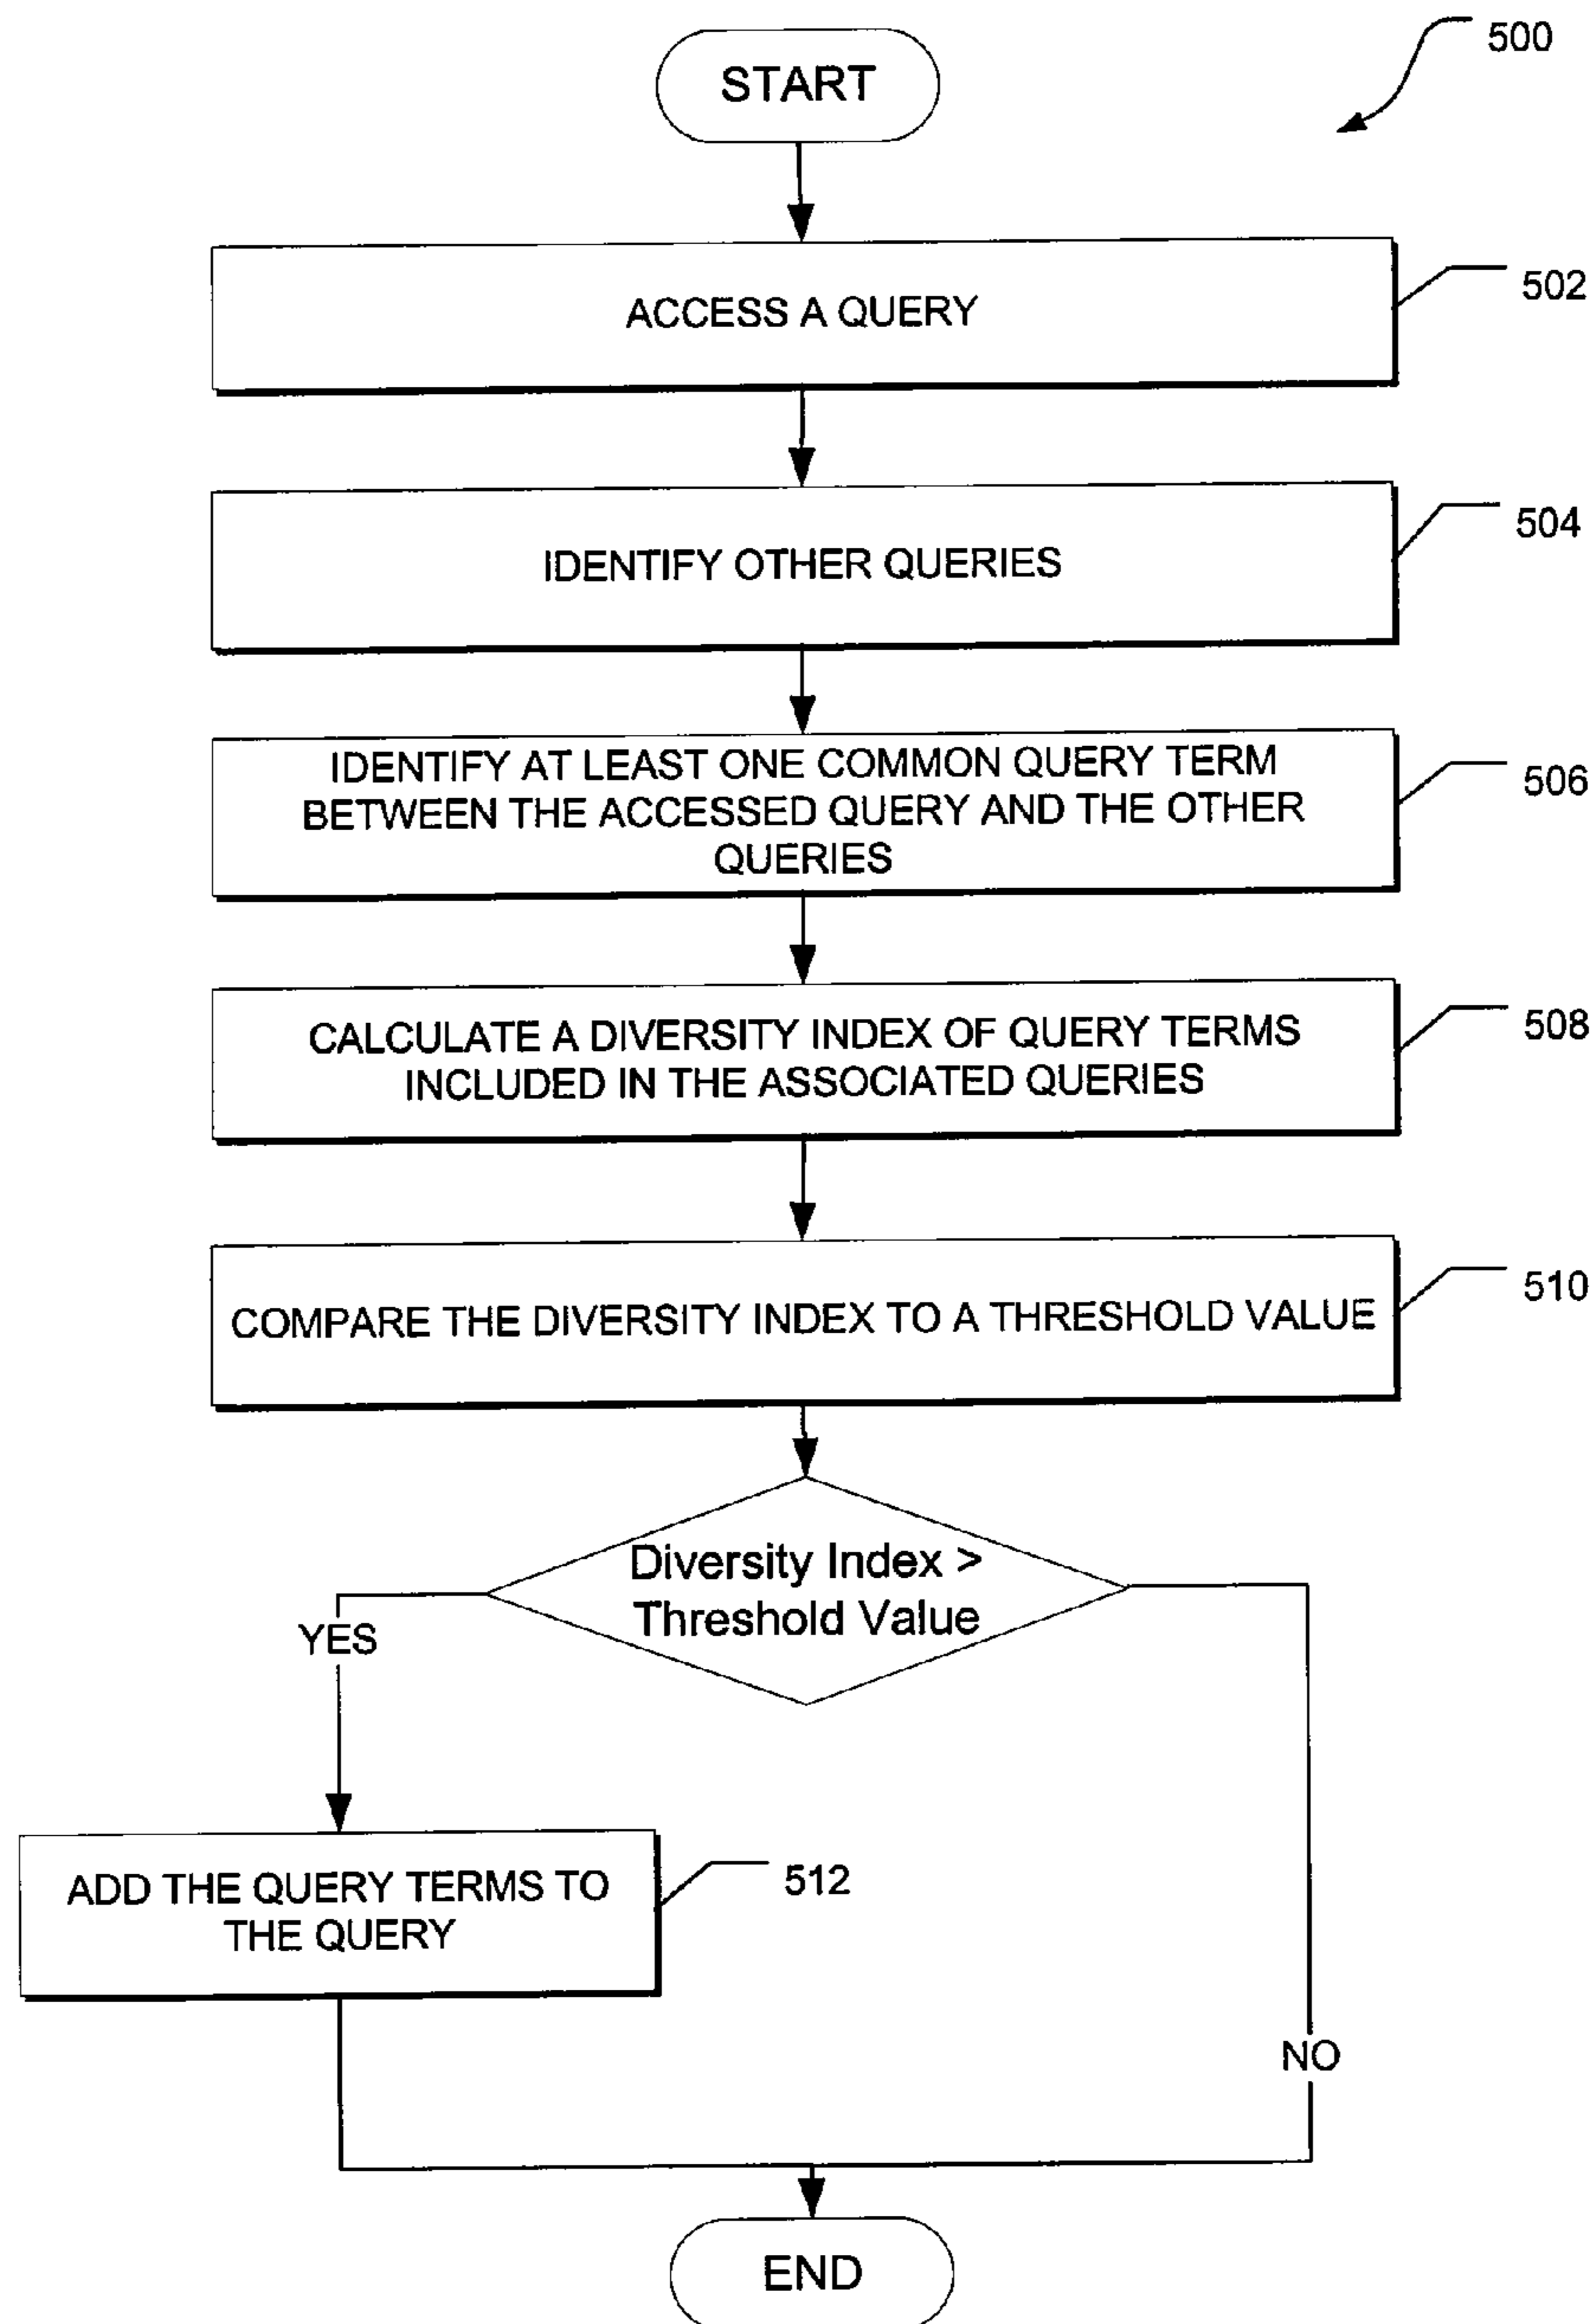 500
START
ACCESS A QUERY
502
IDENTIFY OTHER QUERIES
504
IDENTIFY AT LEAST ONE COMMON QUERY TERM
BETWEEN THE ACCESSED QUERY AND THE OTHER
QUERIES
506
CALCULATE A DIVERSITY INDEX OF QUERY TERMS
INCLUDED IN THE ASSOCIATED QUERIES
508
COMPARE THE DIVERSITY INDEX TO A THRESHOLD VALUE
510
Diversity Index >
Threshold Value
YES
ADD THE QUERY TERMS TO
THE QUERY
512
NO
END